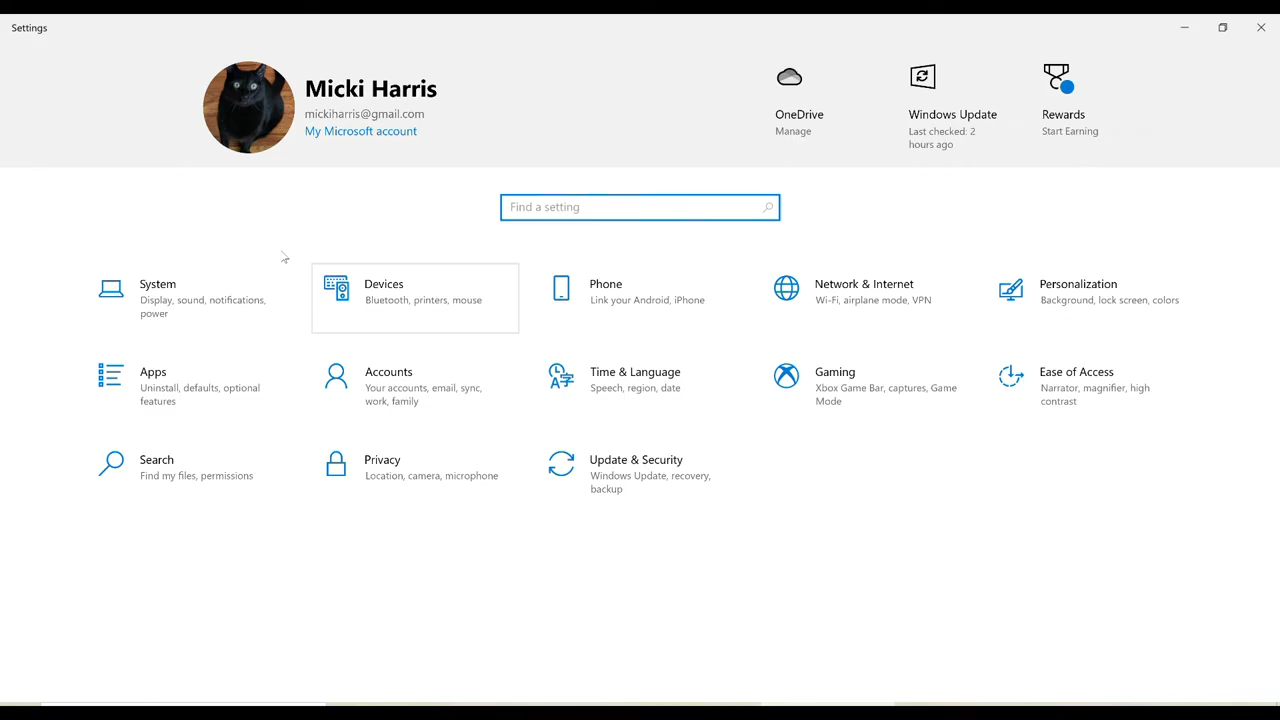 Settings
Micki Harris
mickiharris@gmail.com
My Microsoft account
OneDrive
Manage
Windows Update
Last checked: 2
hours ago
Rewards
Start Earning
Find a setting
System
Display, sound, notifications,
power
Devices
Bluetooth, printers, mouse
Phone
Link your Android, iPhone
Network & Internet
Wi-Fi, airplane mode, VPN
Personalization
Background, lock screen, colors
Apps
Uninstall, defaults, optional
features
Accounts
Your accounts, email, sync,
work, family
Time & Language
Speech, region, date
Gaming
Xbox Game Bar, captures, Game
Mode
Ease of Access
Narrator, magnifier, high
contrast
Search
Find my files, permissions
Privacy
Location, camera, microphone
Update & Security
Windows Update, recovery,
backup